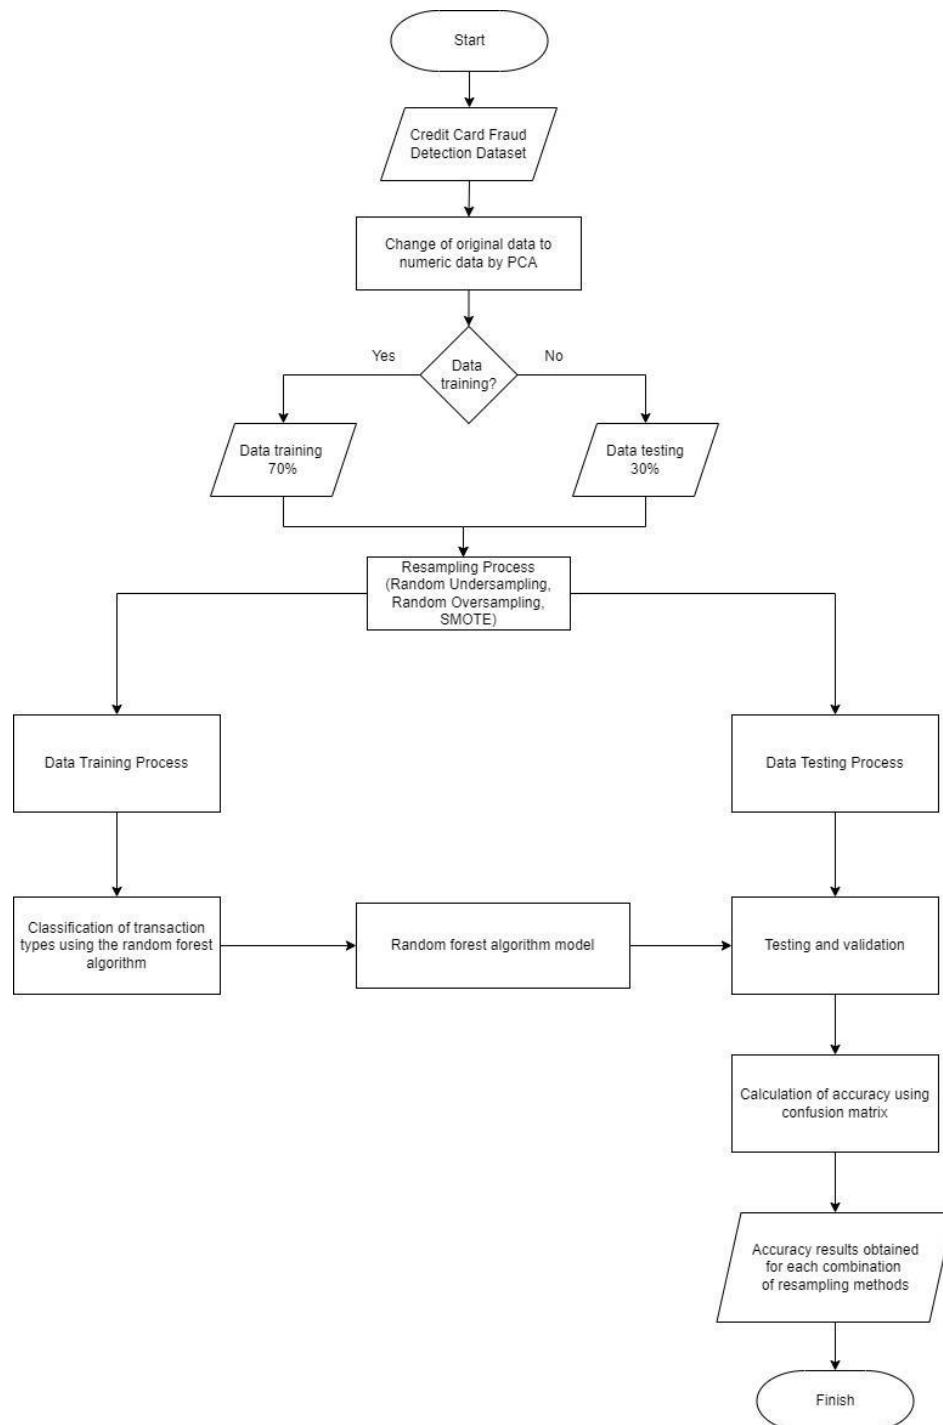 Start
Credit Card Fraud
Detection Dataset
Change of original data to
numeric data by PCA
Yes
No
Data
training?
Data training
70%
Data testing
30%
Resampling Process
(Random Undersampling,
Random Oversampling,
SMOTE)
Data Training Process
Data Testing Process
Classification of transaction
types using the random forest
algorithm
Random forest algorithm model
Testing and validation
Calculation of accuracy using
confusion matrix
Accuracy results obtained
for each combination
of resampling methods
Finish